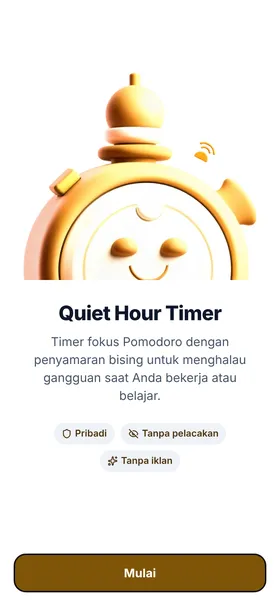 Quiet Hour Timer
Timer fokus Pomodoro dengan
penyamaran bising untuk menghalau
gangguan saat Anda bekerja atau
belajar.
Pribadi
Tanpa pelacakan
Tanpa iklan
Mulai